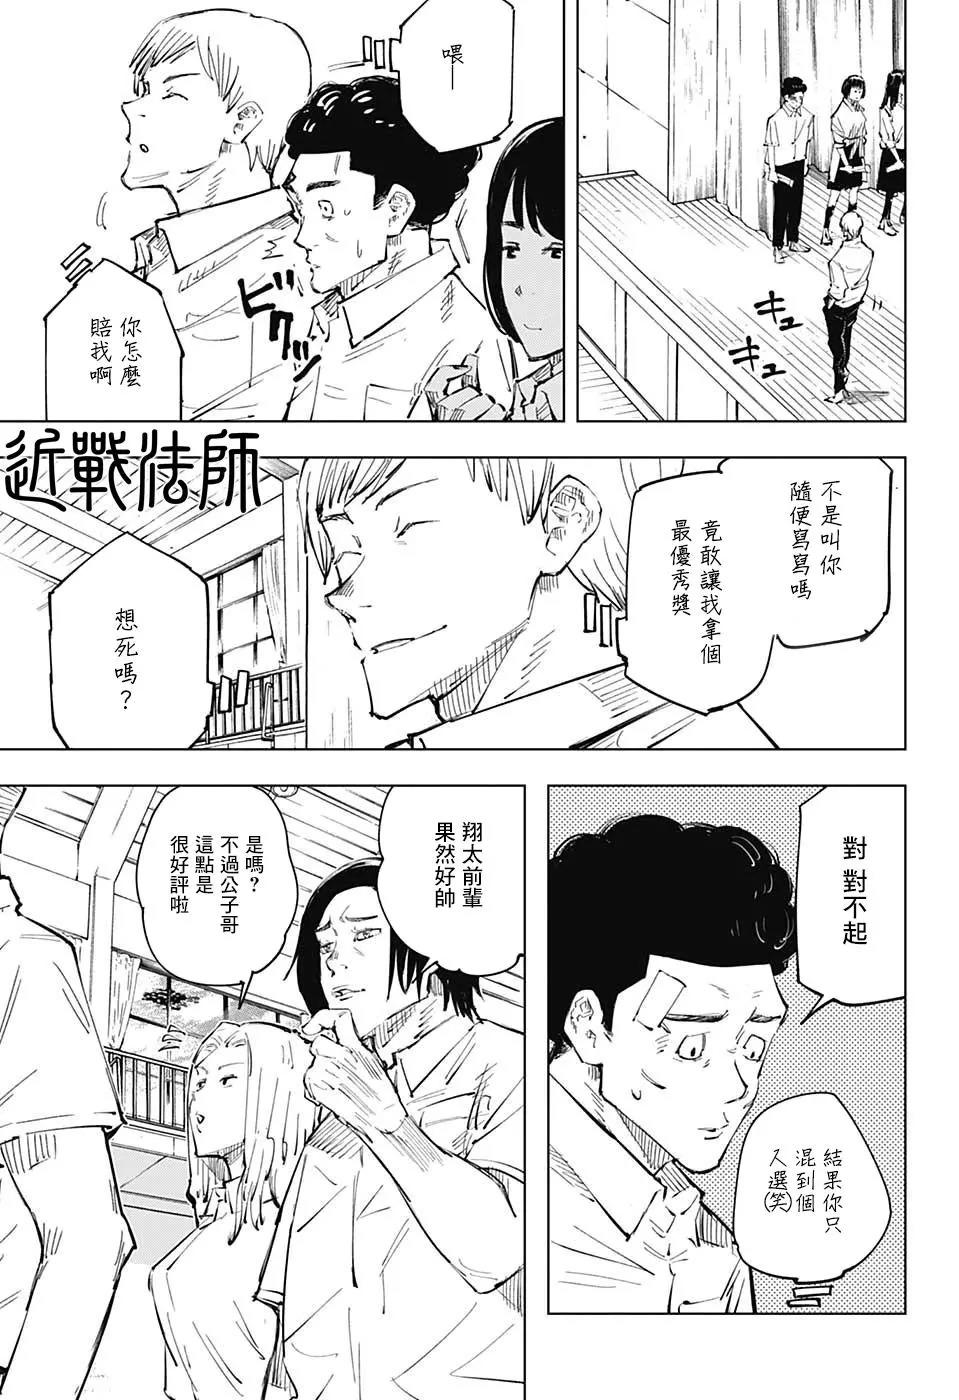 キュ
キュ
喂—
ビクッ
你怎麼
賠我啊
近戰法師
不是叫你
隨便寫寫嗎
竟敢讓我拿個
最優秀獎
想死嗎？
對 對不起
結果你只
混到個
入選(笑)
翔太前輩
果然好帥
是嗎？
不過公子哥
這點是
很好評啦